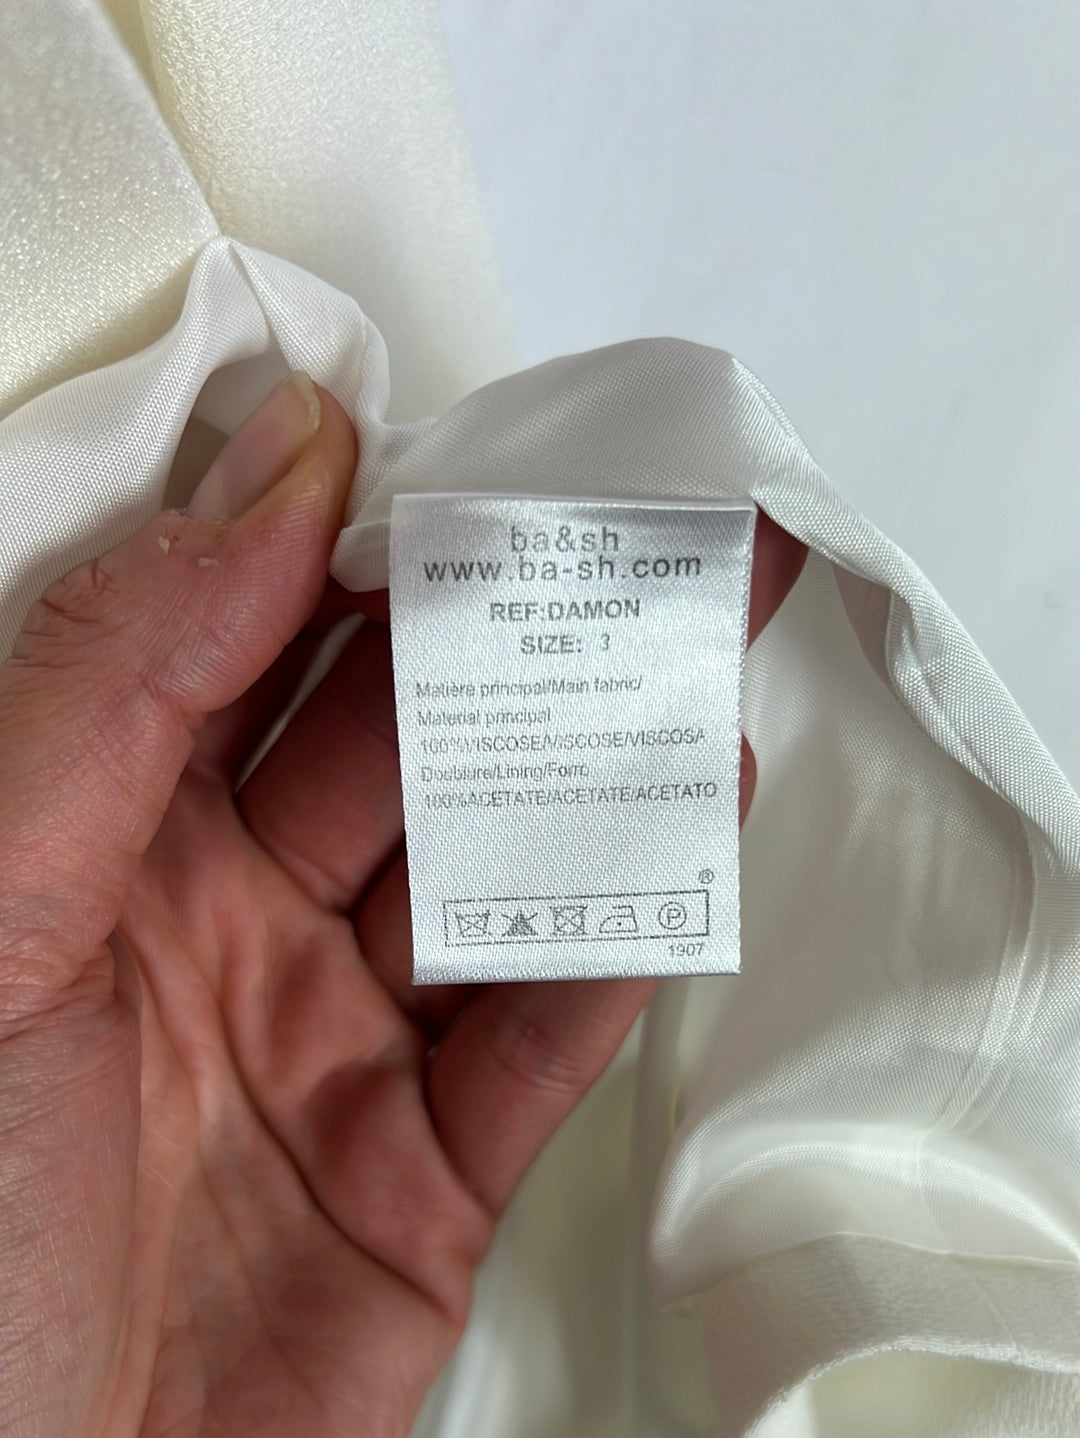 ba&sh
www.ba-sh.com
REF:DAMON
SIZE: 3
Matière principal/Main fabric/
Material principal
100%VISCOSE/VISCOSE/VISCOSA
Doublure/Lining/Forro
100%ACETATE/ACETATE/ACETATO
®
P
1907